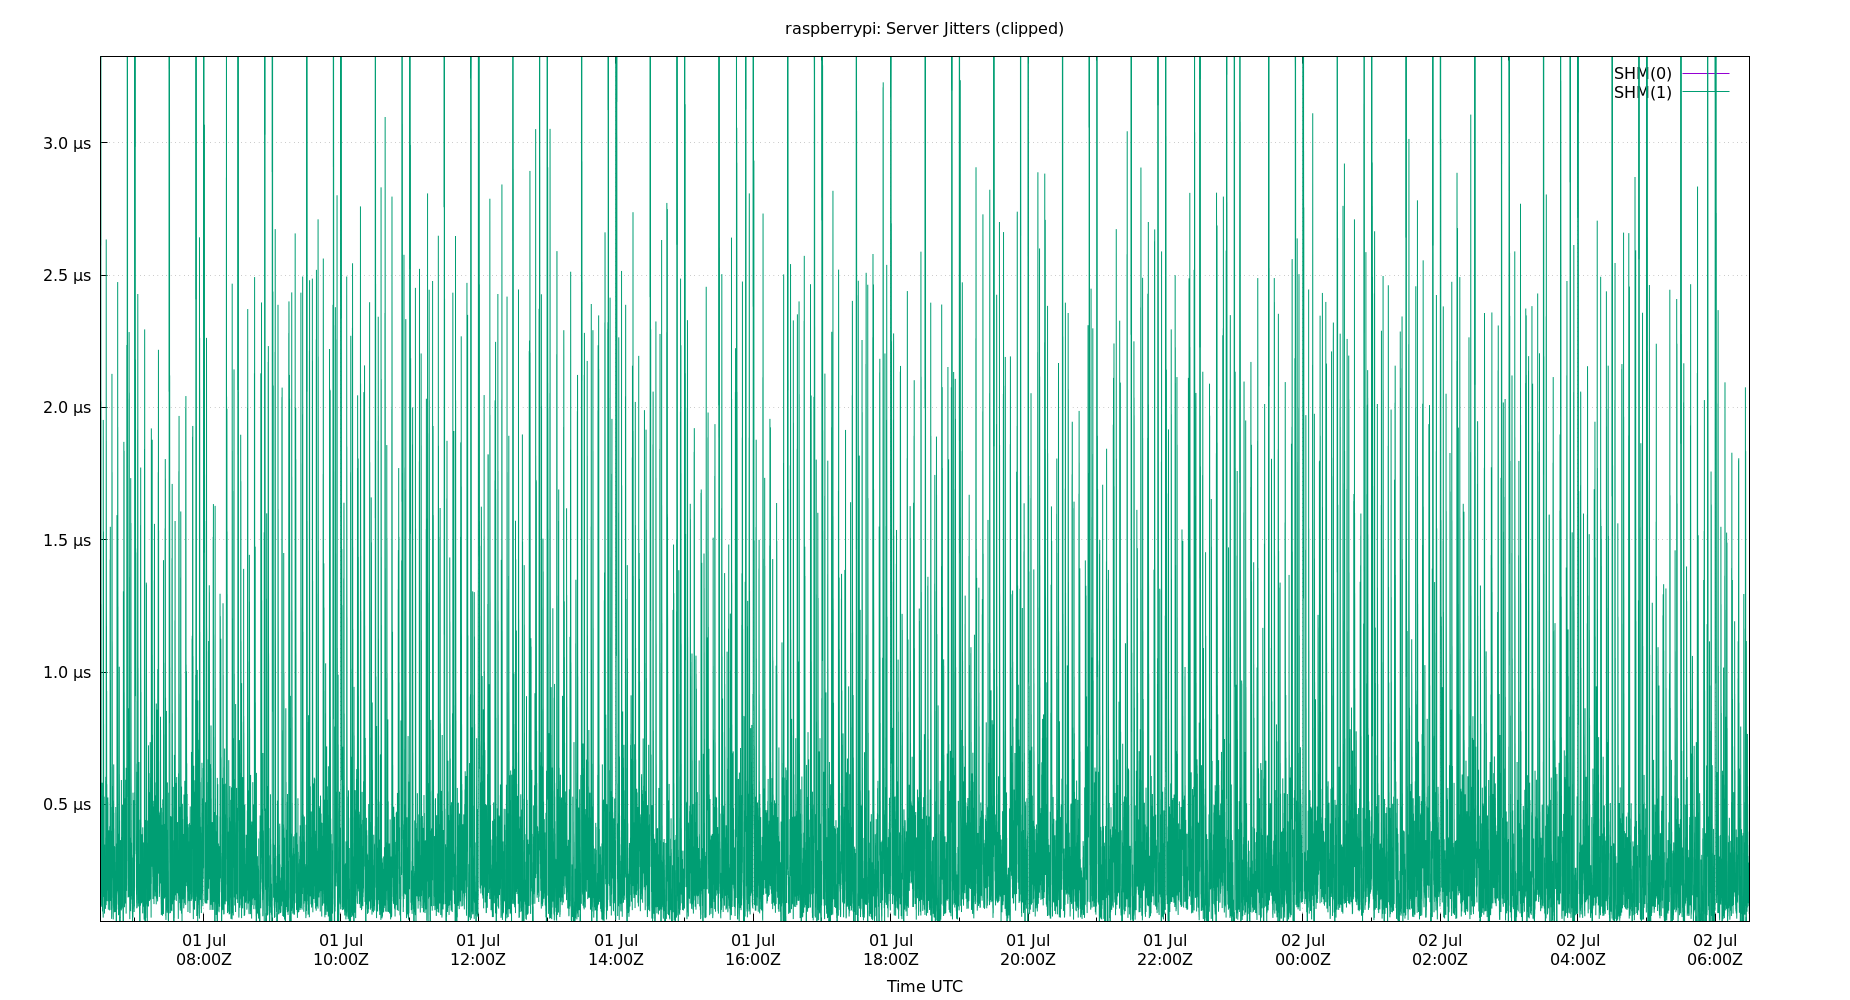 raspberrypi: Server Jitters (clipped)
SHM(0)
SHM(1)
3.0 µs
2.5 µs
2.0 µs
1.5 µs
1.0 µs
0.5 µs
01 Jul 01 Jul 01 Jul 01 Jul 01 Jul 01 Jul 01 Jul 01 Jul 02 Jul 02 Jul 02 Jul 02 Jul
08:00Z 10:00Z 12:00Z 14:00Z 16:00Z 18:00Z 20:00Z 22:00Z 00:00Z 02:00Z 04:00Z 06:00Z
Time UTC